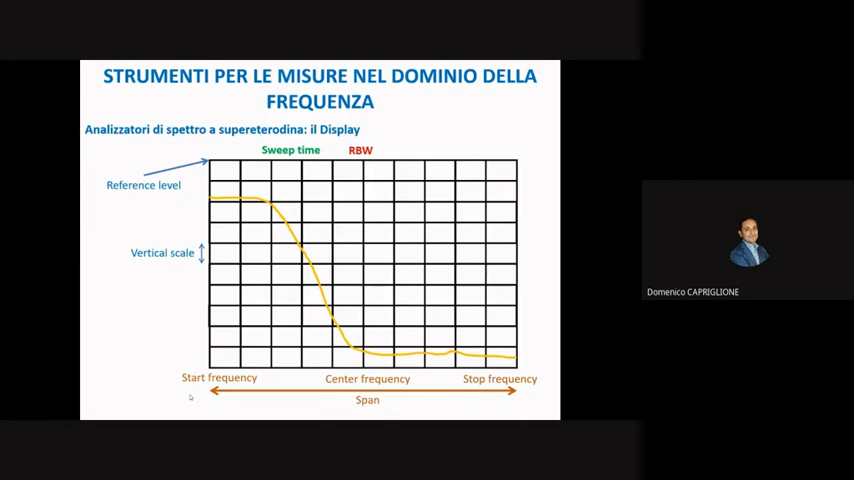 STRUMENTI PER LE MISURE NEL DOMINIO DELLA
FREQUENZA
Analizzatori di spettro a supereterodina: il Display
Sweep time
RBW
Reference level
Vertical scale
Start frequency
Center frequency
Stop frequency
Span
Domenico CAPRIGLIONE